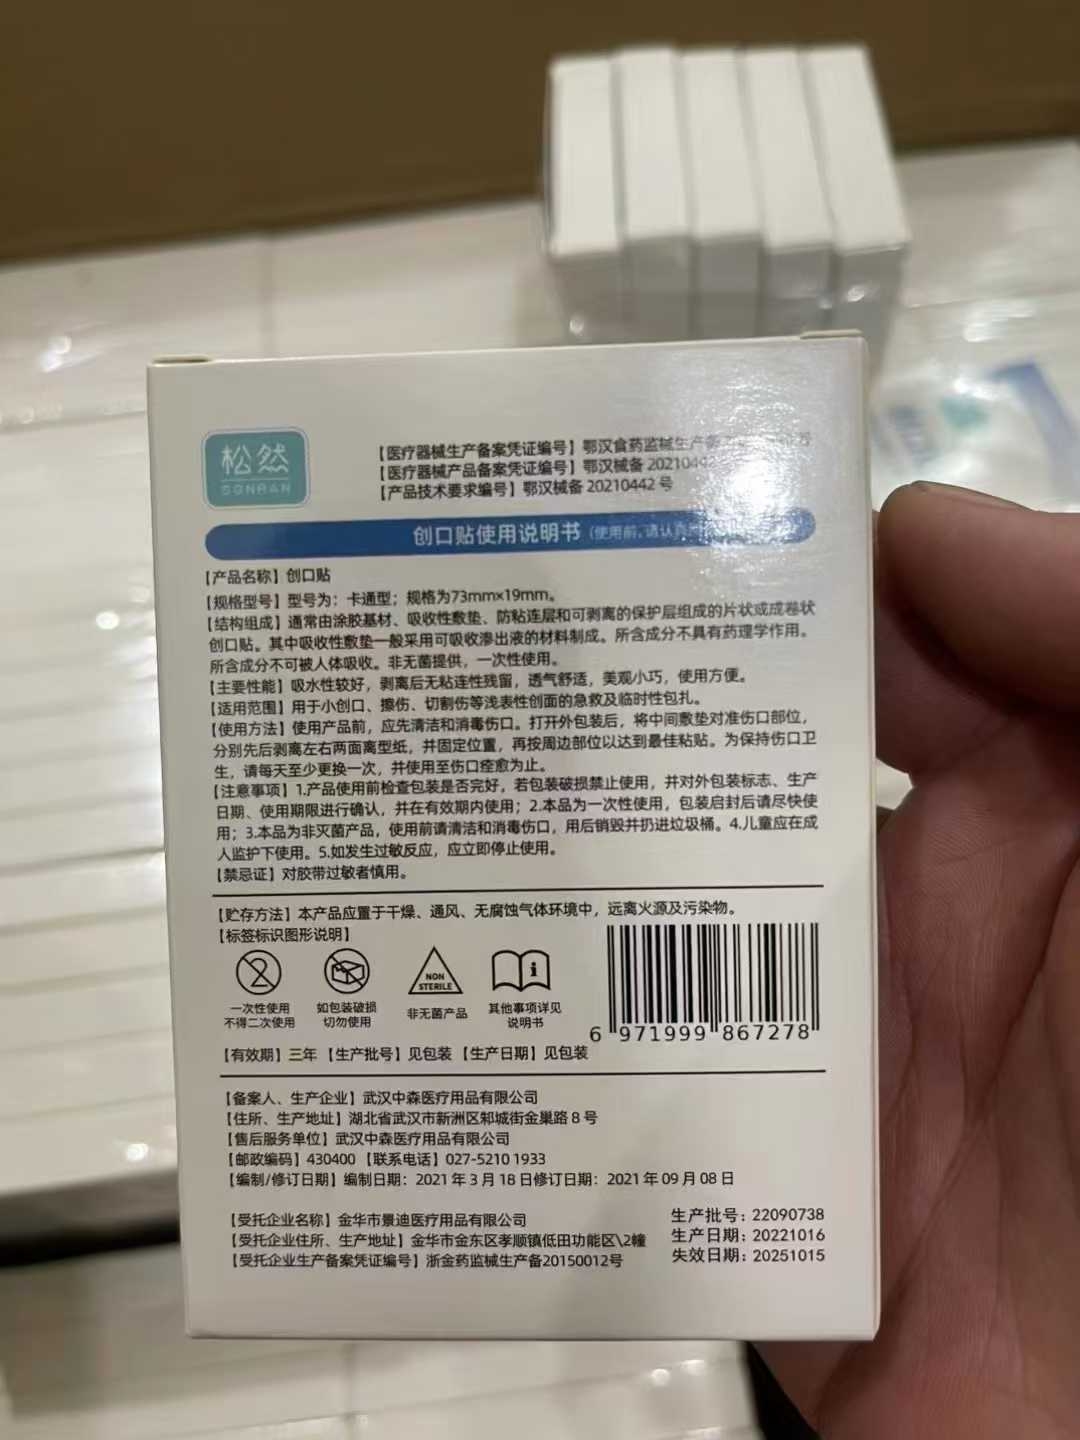 松然
SONRAN
【医疗器械生产备案凭证编号】鄂汉食药监械生产备
【医疗器械产品备案凭证编号】鄂汉械备 202104
【产品技术要求编号】鄂汉械备 20210442 号
创口贴使用说明书（使用前，请认真
【产品名称】创口贴
【规格型号】型号为：卡通型；规格为73mm×19mm。
【结构组成】通常由涂胶基材、吸收性敷垫、防粘连层和可剥离的保护层组成的片状或成卷状
创口贴。其中吸收性敷垫一般采用可吸收渗出液的材料制成。所含成分不具有药理学作用。
所含成分不可被人体吸收。非无菌提供，一次性使用。
【主要性能】吸水性较好，剥离后无粘连性残留，透气舒适，美观小巧，使用方便。
【适用范围】用于小创口、擦伤、切割伤等浅表性创面的急救及临时性包扎。
【使用方法】使用产品前，应先清洁和消毒伤口。打开外包装后，将中间敷垫对准伤口部位，
分别先后剥离左右两面离型纸，并固定位置，再按周边部位以达到最佳粘贴。为保持伤口卫
生，请每天至少更换一次，并使用至伤口痊愈为止。
【注意事项】1.产品使用前检查包装是否完好，若包装破损禁止使用，并对外包装标志、生产
日期、使用期限进行确认，并在有效期内使用；2.本品为一次性使用，包装启封后请尽快使
用；3.本品为非灭菌产品，使用前请清洁和消毒伤口，用后销毁并扔进垃圾桶。4.儿童应在成
人监护下使用。5.如发生过敏反应，应立即停止使用。
【禁忌证】对胶带过敏者慎用。
【贮存方法】本产品应置于干燥、通风、无腐蚀气体环境中，远离火源及污染物。
【标签标识图形说明】
2
NON
STERILE
i
一次性使用
不得二次使用
如包装破损
切勿使用
非无菌产品
其他事项详见
说明书
6 971999 867278
【有效期】三年【生产批号】见包装【生产日期】见包装
【备案人、生产企业】武汉中森医疗用品有限公司
【住所、生产地址】湖北省武汉市新洲区邾城街金巢路 8 号
【售后服务单位】武汉中森医疗用品有限公司
【邮政编码】430400【联系电话】027-5210 1933
【编制/修订日期】编制日期：2021 年 3 月 18 日修订日期：2021 年 09 月 08 日
【受托企业名称】金华市景迪医疗用品有限公司
【受托企业住所、生产地址】金华市金东区孝顺镇低田功能区\2幢
【受托企业生产备案凭证编号】浙金药监械生产备20150012号
生产批号：22090738
生产日期：20221016
失效日期：20251015